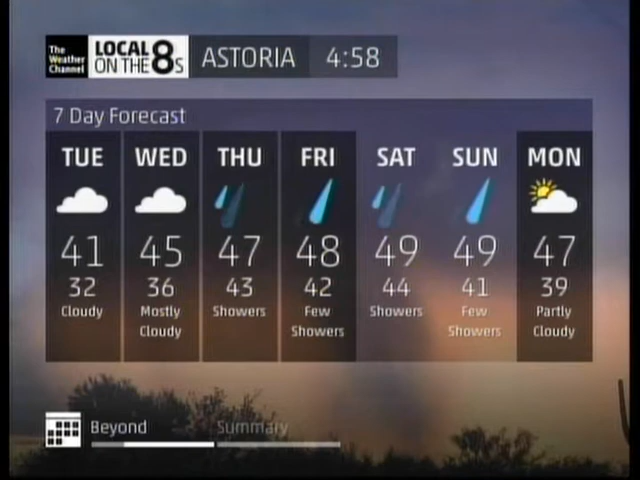 The Weather Channel
LOCAL ON THE 8s
ASTORIA 4:58
7 Day Forecast
TUE WED THU FRI SAT SUN MON
41 45 47 48 49 49 47
32 36 43 42 44 41 39
Cloudy Mostly Cloudy Showers Few Showers Showers Few Showers Partly Cloudy
Beyond Summary